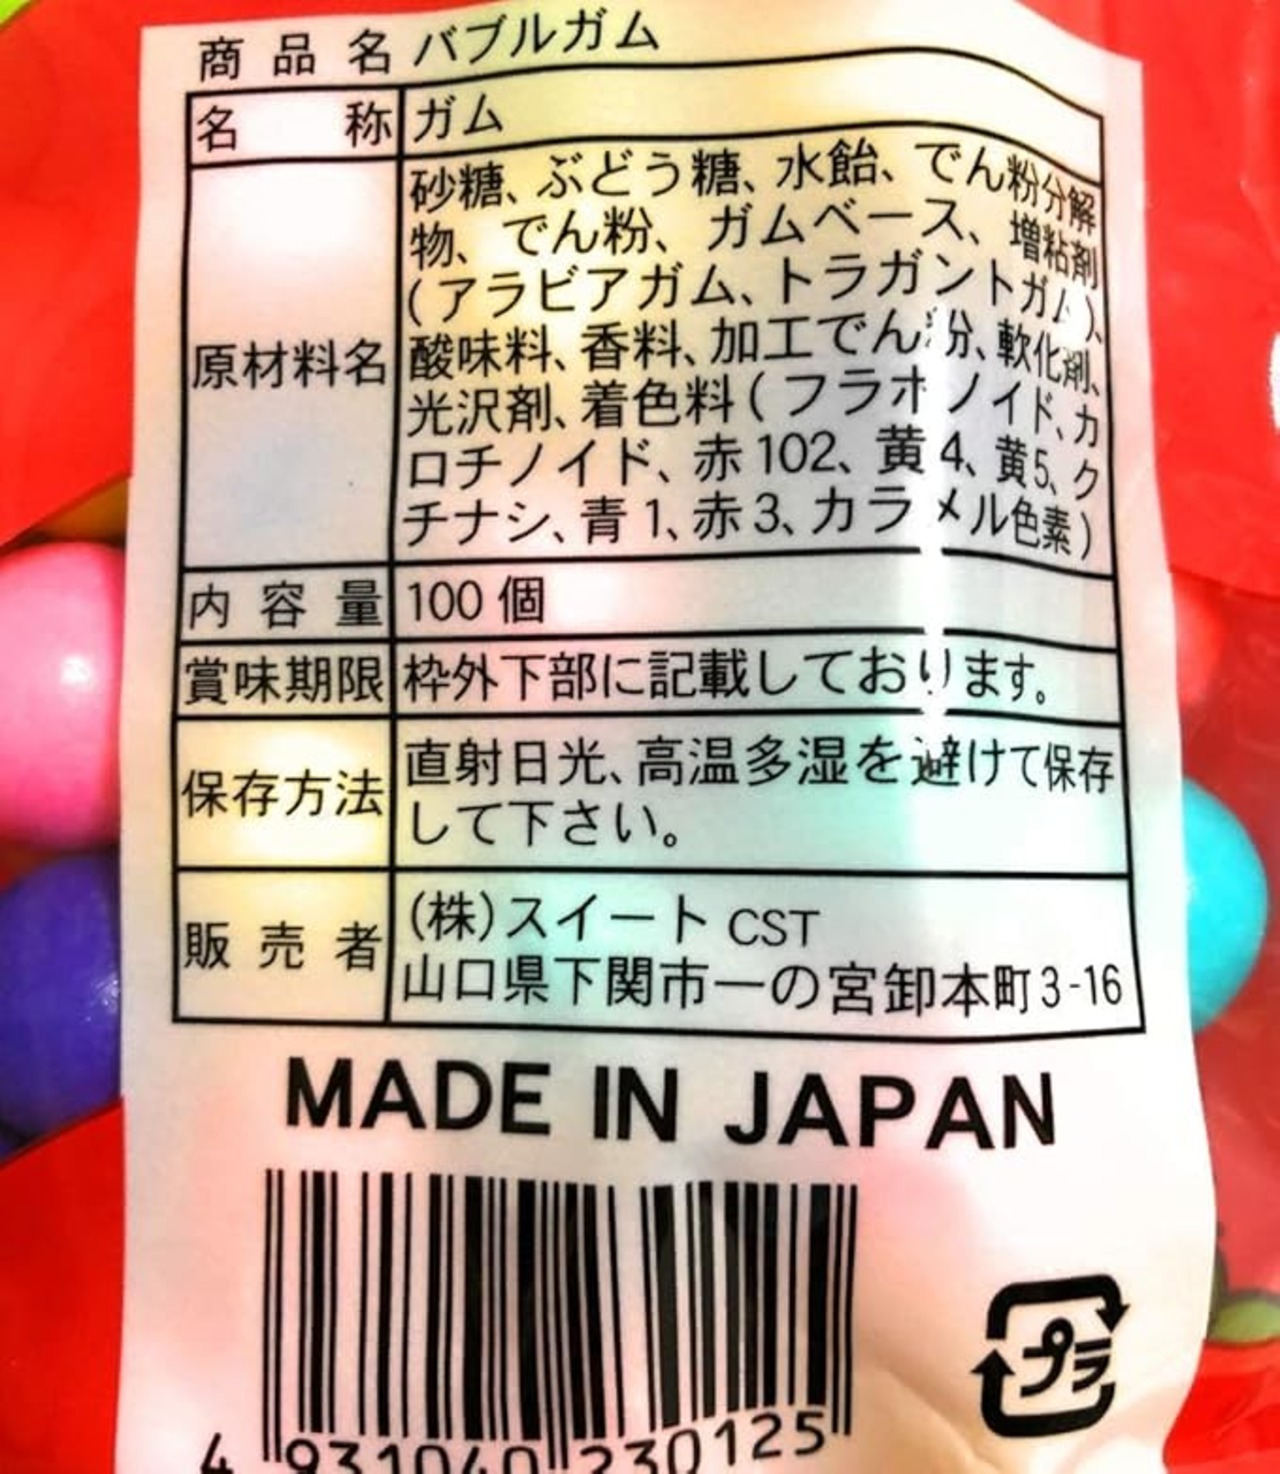 商品名 バブルガム
名称 ガム
原材料名 砂糖、ぶどう糖、水飴、でん粉分解
物、でん粉、ガムベース、増粘剤
(アラビアガム、トラガントガム)、
酸味料、香料、加工でん粉、軟化剤、
光沢剤、着色料(フラボノイド、カ
ロチノイド、赤102、黄4、黄5、ク
チナシ、青1、赤3、カラメル色素)
内容量 100個
賞味期限 枠外下部に記載しております。
保存方法 直射日光、高温多湿を避けて保存
して下さい。
販売者 (株)スイートCST
山口県下関市一の宮卸本町3-16
MADE IN JAPAN
プラ
4 931040 230125